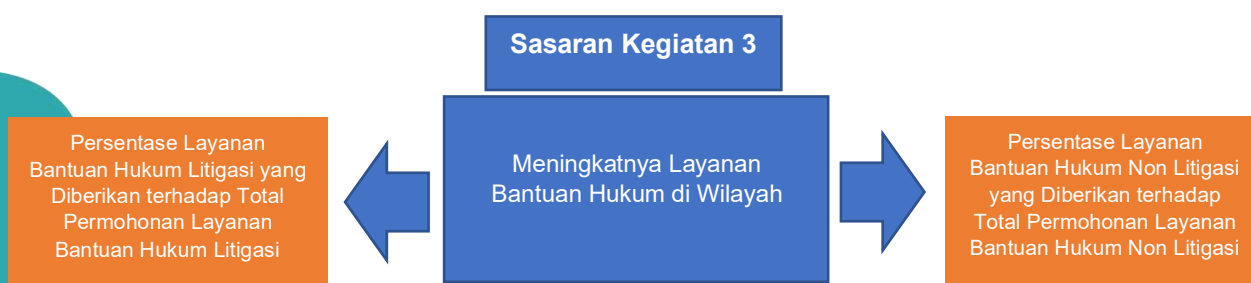 Sasaran Kegiatan 3
Persentase Layanan
Bantuan Hukum Litigasi yang
Diberikan terhadap Total
Permohonan Layanan
Bantuan Hukum Litigasi
Meningkatnya Layanan
Bantuan Hukum di Wilayah
Persentase Layanan
Bantuan Hukum Non Litigasi
yang Diberikan terhadap
Total Permohonan Layanan
Bantuan Hukum Non Litigasi